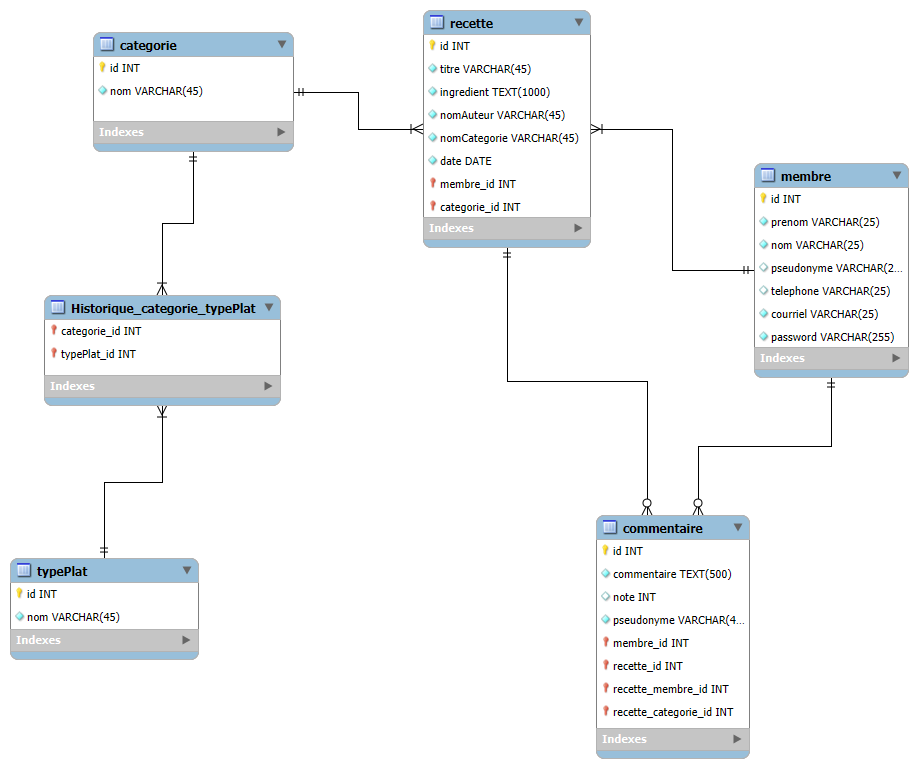 categorie
id INT
nom VARCHAR(45)
Indexes
recette
id INT
titre VARCHAR(45)
ingredient TEXT(1000)
nomAuteur VARCHAR(45)
nomCategorie VARCHAR(45)
date DATE
membre_id INT
categorie_id INT
Indexes
membre
id INT
prenom VARCHAR(25)
nom VARCHAR(25)
pseudonyme VARCHAR(2...
telephone VARCHAR(25)
courriel VARCHAR(25)
password VARCHAR(255)
Indexes
Historique_categorie_typePlat
categorie_id INT
typePlat_id INT
Indexes
typePlat
id INT
nom VARCHAR(45)
Indexes
commentaire
id INT
commentaire TEXT(500)
note INT
pseudonyme VARCHAR(4...
membre_id INT
recette_id INT
recette_membre_id INT
recette_categorie_id INT
Indexes